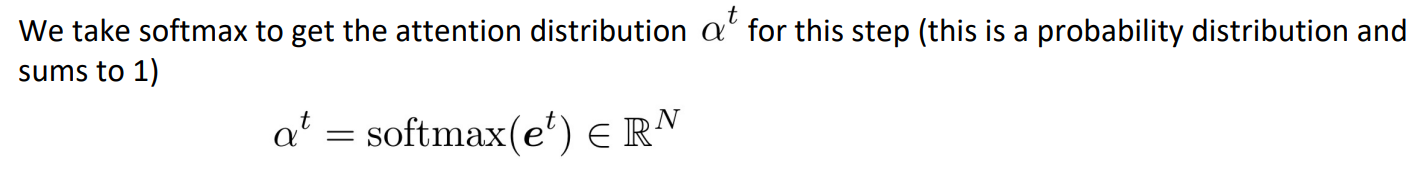 We take softmax to get the attention distribution α^t for this step (this is a probability distribution and
sums to 1)
α^t = softmax(e^t) ∈ ℝ^N